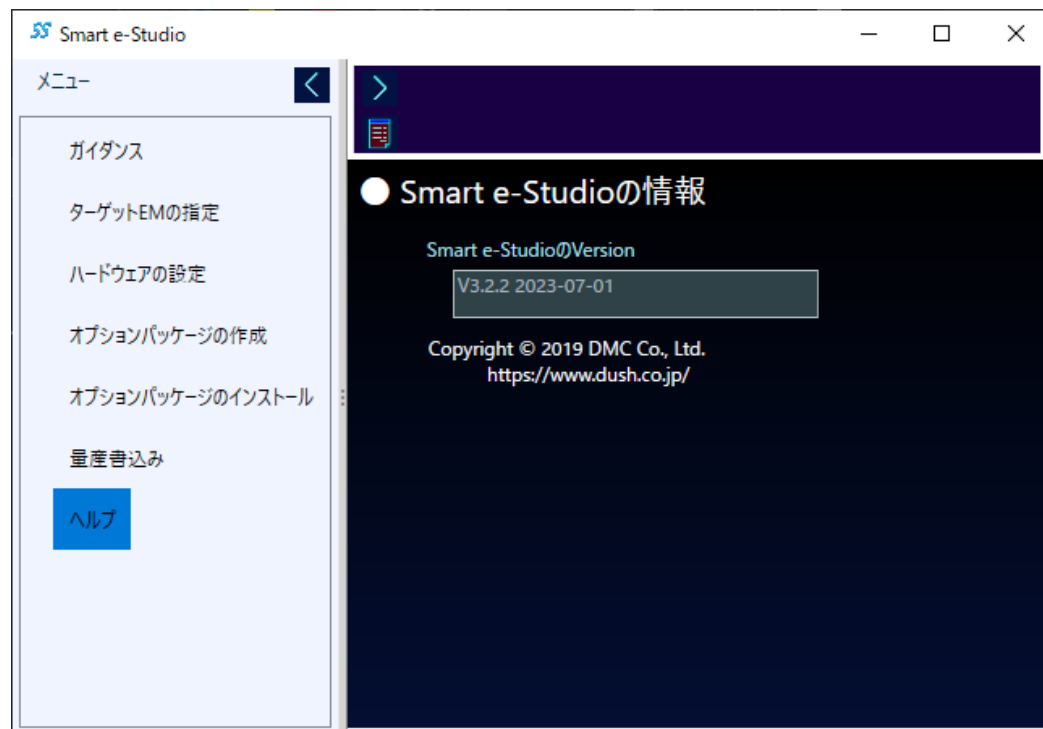 Smart e-Studio
メニュー
ガイダンス
ターゲットEMの指定
ハードウェアの設定
オプションパッケージの作成
オプションパッケージのインストール
量産書込み
ヘルプ
Smart e-Studioの情報
Smart e-StudioのVersion
V3.2.2 2023-07-01
Copyright © 2019 DMC Co., Ltd.
https://www.dush.co.jp/